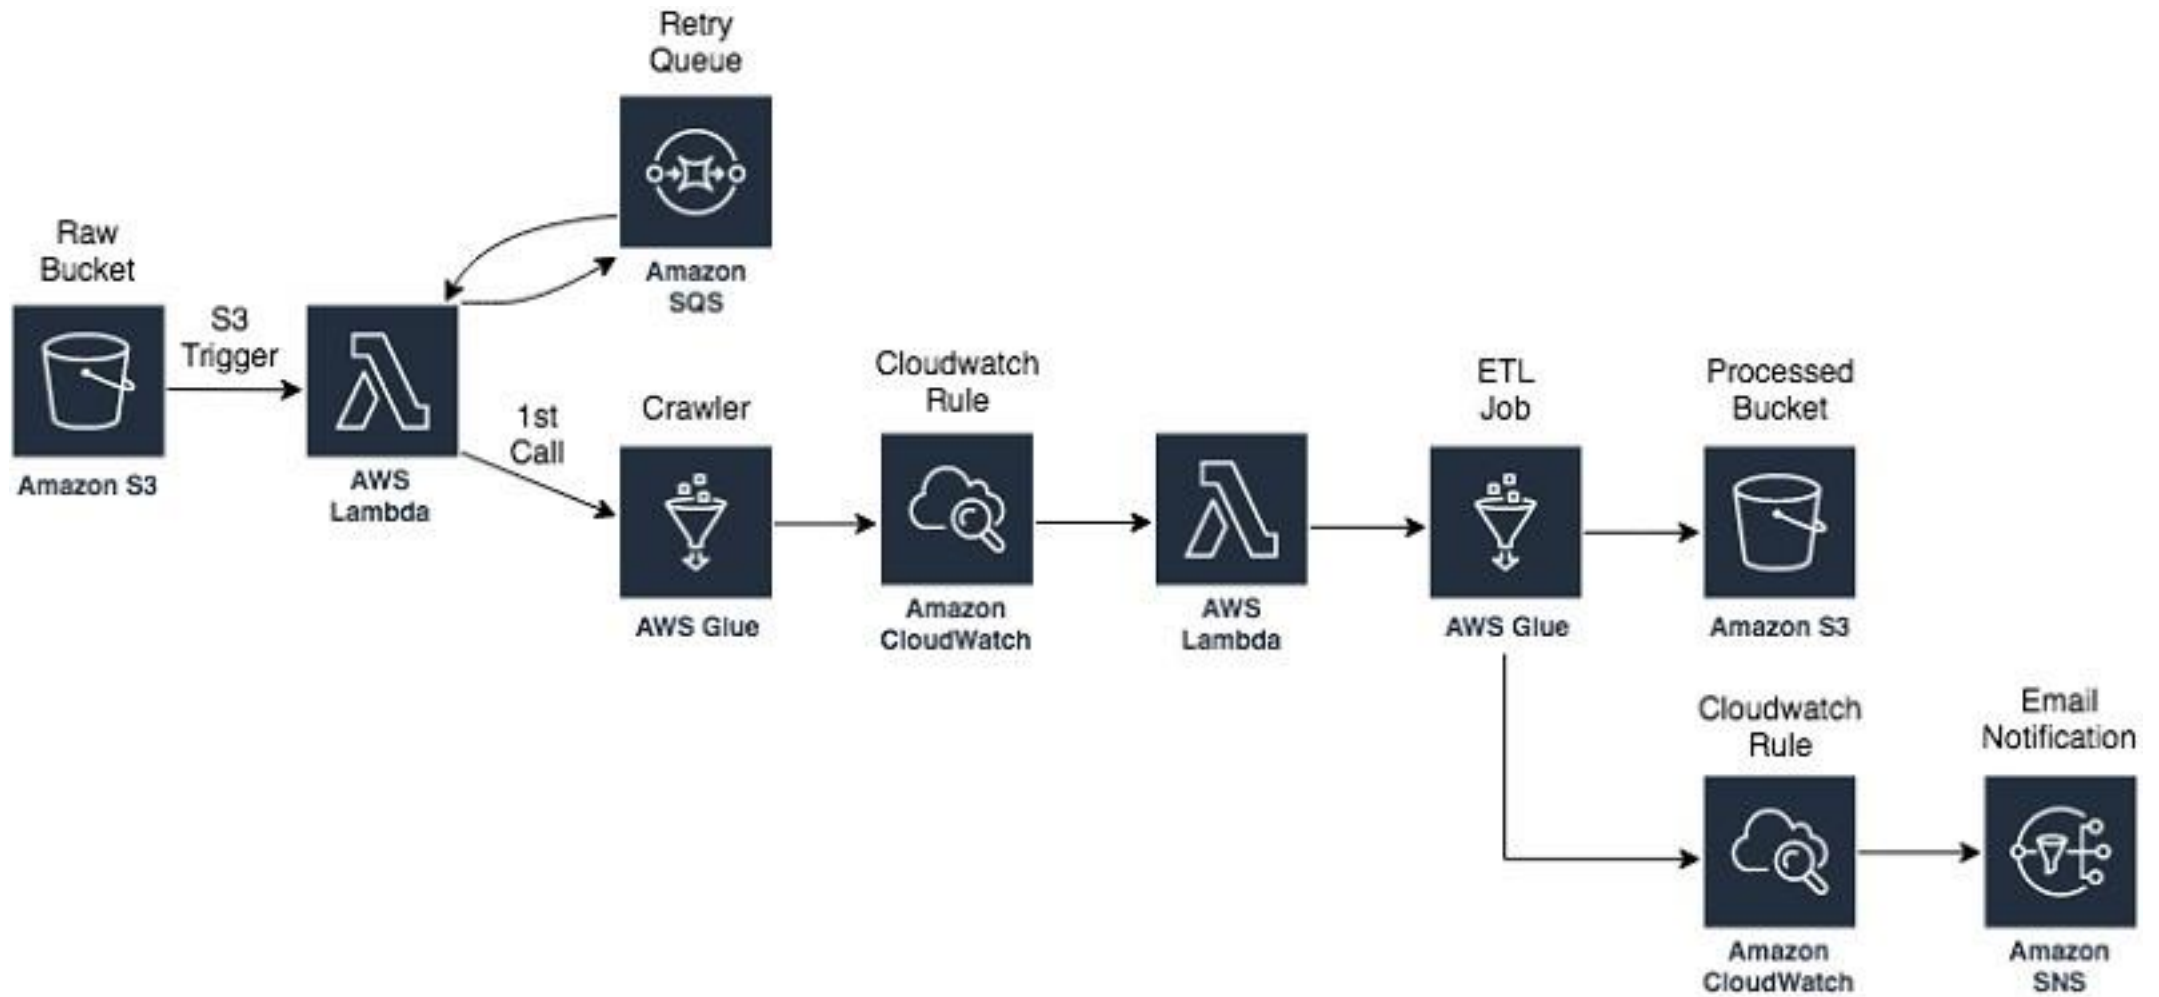 Retry
Queue
Amazon
SQS
Raw
Bucket
Amazon S3
S3
Trigger
AWS
Lambda
1st
Call
Crawler
AWS Glue
Cloudwatch
Rule
Amazon
CloudWatch
AWS
Lambda
ETL
Job
AWS Glue
Processed
Bucket
Amazon S3
Cloudwatch
Rule
Amazon
CloudWatch
Email
Notification
Amazon
SNS